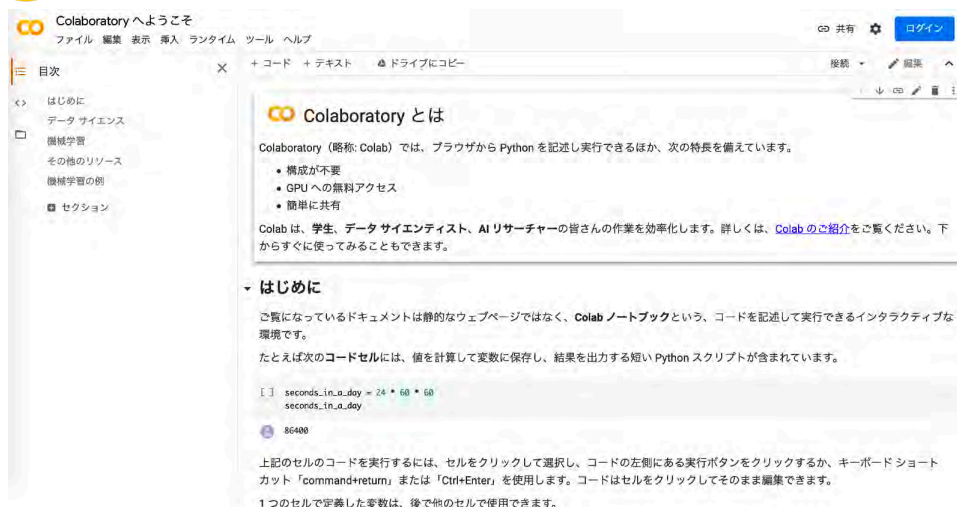 Colaboratory へようこそ
共有
ログイン
ファイル 編集 表示 挿入 ランタイム ツール ヘルプ
目次
+ コード + テキスト ドライブにコピー
接続 編集
はじめに
データ サイエンス
機械学習
その他のリソース
機械学習の例
セクション
Colaboratory とは
Colaboratory（略称: Colab）では、ブラウザから Python を記述し実行できるほか、次の特長を備えています。
• 構成が不要
• GPU への無料アクセス
• 簡単に共有
Colab は、学生、データ サイエンティスト、AI リサーチャーの皆さんの作業を効率化します。詳しくは、Colab のご紹介をご覧ください。下
からすぐに使ってみることもできます。
はじめに
ご覧になっているドキュメントは静的なウェブページではなく、Colab ノートブックという、コードを記述して実行できるインタラクティブな
環境です。
たとえば次のコードセルには、値を計算して変数に保存し、結果を出力する短い Python スクリプトが含まれています。
[ ] seconds_in_a_day = 24 * 60 * 60
seconds_in_a_day
86400
上記のセルのコードを実行するには、セルをクリックして選択し、コードの左側にある実行ボタンをクリックするか、キーボード ショート
カット「command+return」または「Ctrl+Enter」を使用します。コードはセルをクリックしてそのまま編集できます。
1 つのセルで定義した変数は、後で他のセルで使用できます。